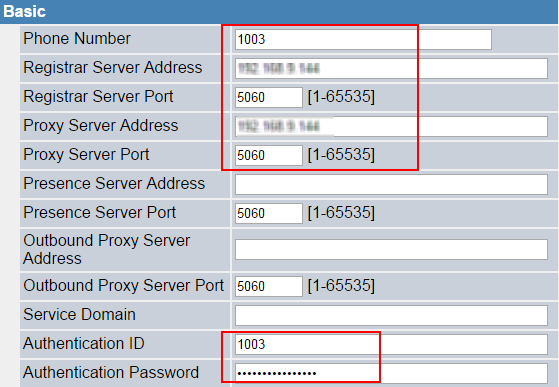 Basic
Phone Number 1003
Registrar Server Address
Registrar Server Port 5060 [1-65535]
Proxy Server Address
Proxy Server Port 5060 [1-65535]
Presence Server Address
Presence Server Port 5060 [1-65535]
Outbound Proxy Server
Address
Outbound Proxy Server Port 5060 [1-65535]
Service Domain
Authentication ID 1003
Authentication Password ••••••••••••••••